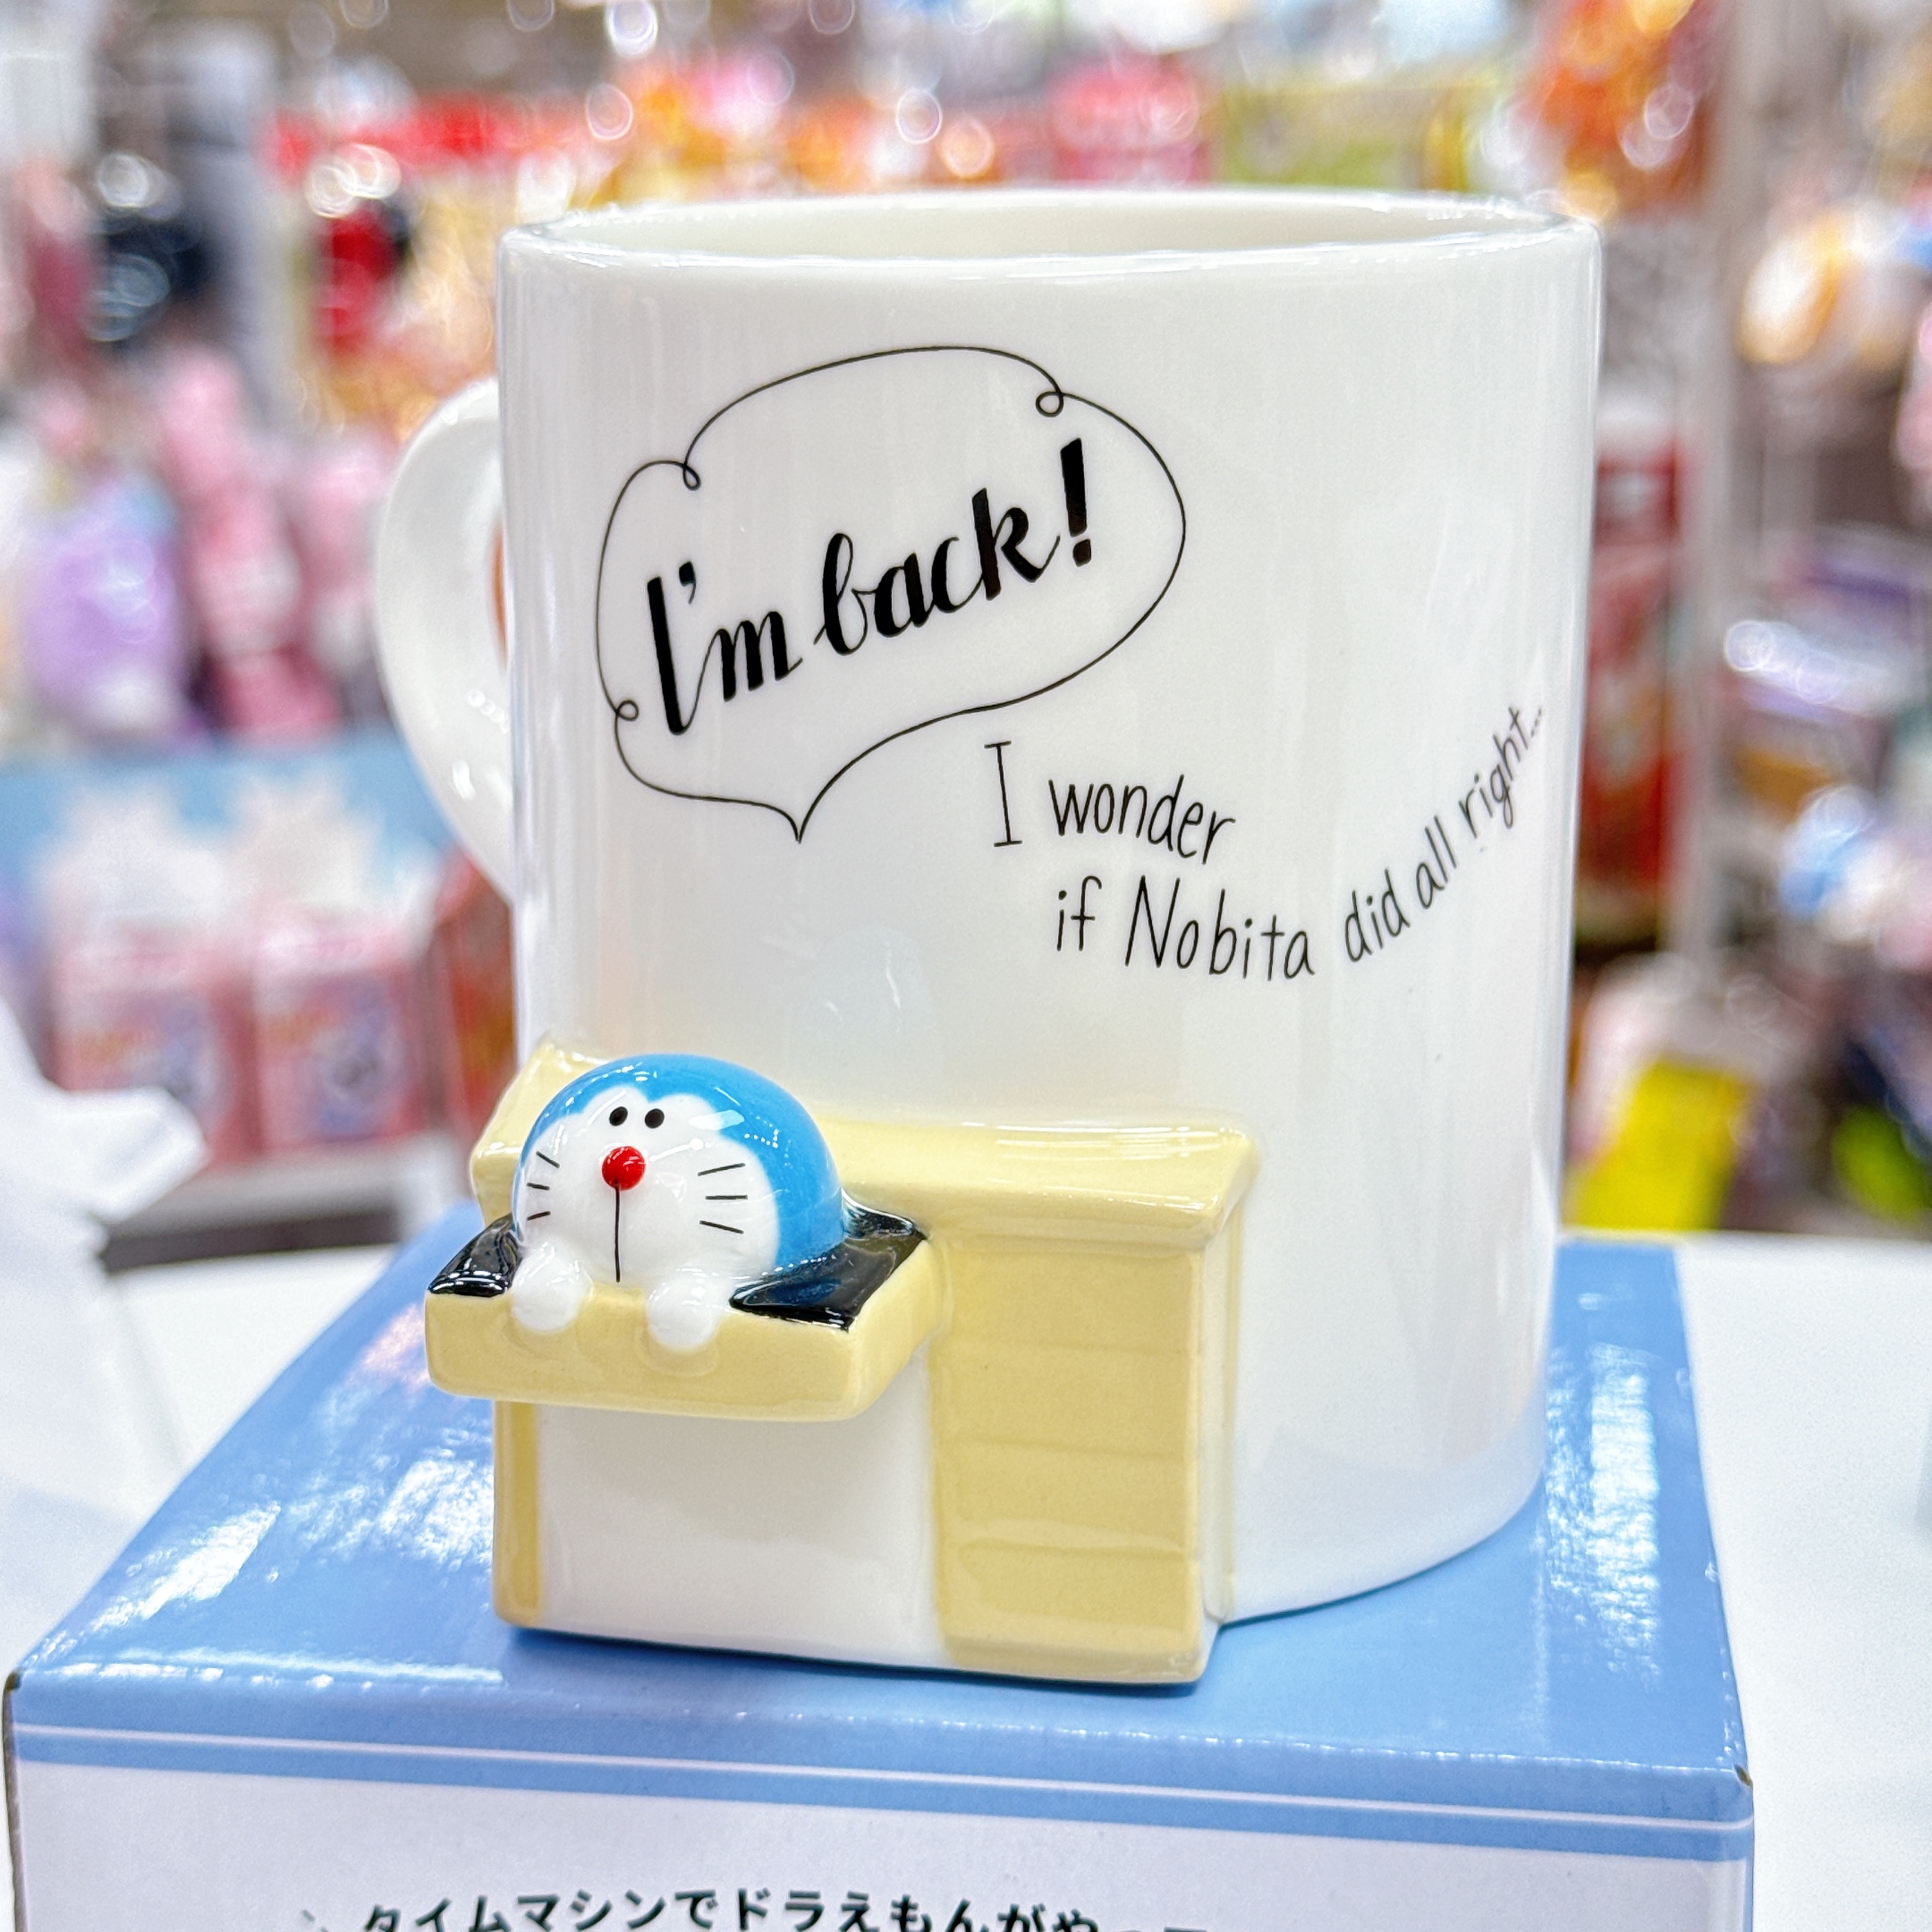 I'm back!
I wonder
if Nobita did all right...
タイムマシンでドラえもんがや